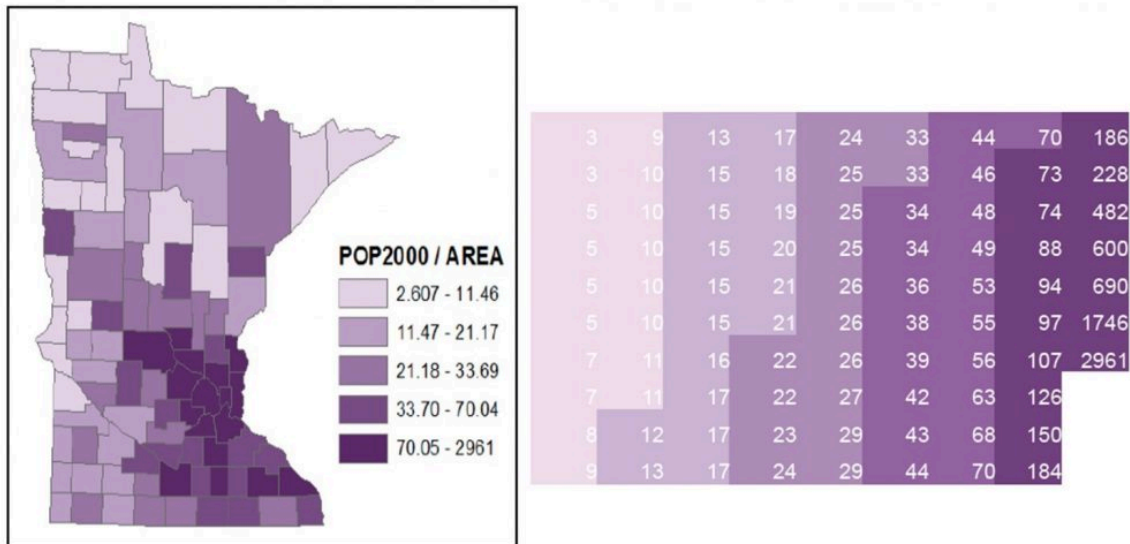 POP2000 / AREA
2.607 - 11.46
11.47 - 21.17
21.18 - 33.69
33.70 - 70.04
70.05 - 2961
3 9 13 17 24 33 44 70 186
3 10 15 18 25 33 46 73 228
5 10 15 19 25 34 48 74 482
5 10 15 20 25 34 49 88 600
5 10 15 21 26 36 53 94 690
5 10 15 21 26 38 55 97 1746
7 11 16 22 26 39 56 107 2961
7 11 17 22 27 42 63 126
8 12 17 23 29 43 68 150
9 13 17 24 29 44 70 184